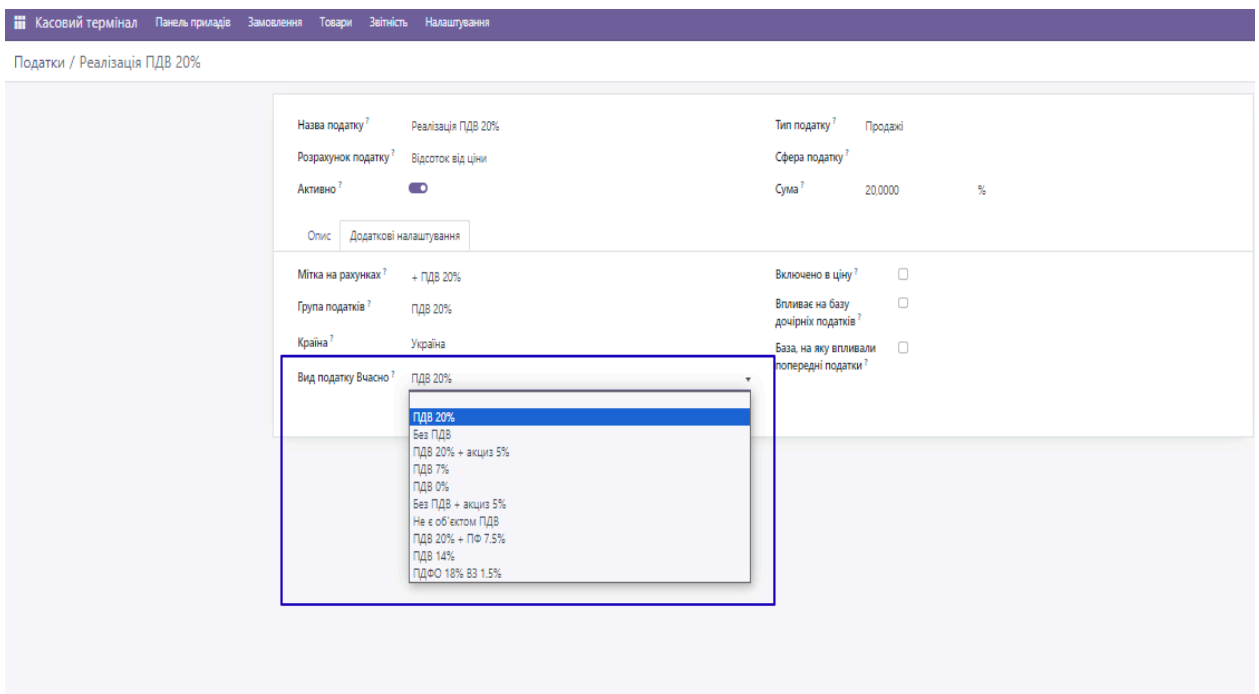 Касовий термінал Панель приладів Замовлення Товари Звітність Налаштування
Податки / Реалізація ПДВ 20%
Назва податку ? Реалізація ПДВ 20% Тип податку ? Продажі
Розрахунок податку ? Відсоток від ціни Сфера податку ?
Активно ? Сума ? 20,0000 %
Опис Додаткові налаштування
Мітка на рахунках ? + ПДВ 20% Включено в ціну ?
Група податків ? ПДВ 20% Впливає на базу
дочірніх податків ?
Країна ? Україна База, на яку впливали
попередні податки ?
Вид податку Вчасно ? ПДВ 20%
ПДВ 20%
Без ПДВ
ПДВ 20% + акциз 5%
ПДВ 7%
ПДВ 0%
Без ПДВ + акциз 5%
Не є об'єктом ПДВ
ПДВ 20% + ПФ 7.5%
ПДВ 14%
ПДФО 18% ВЗ 1.5%